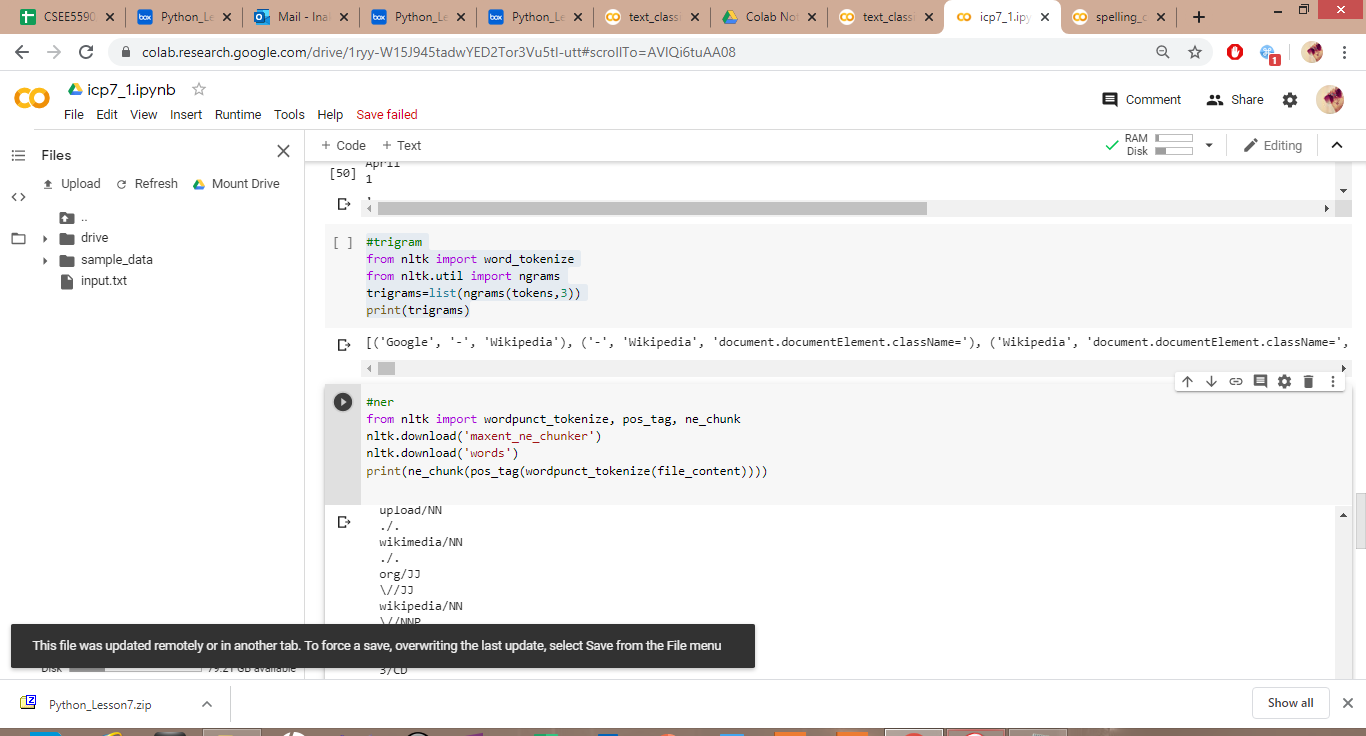 CSEE5590
Python_Le
Mail - Ina
Python_Le
Python_Le
text_classi
Colab Not
text_classi
icp7_1.ipy
spelling_c
colab.research.google.com/drive/1ryy-W15J945tadwYED2Tor3Vu5tI-utt#scrollTo=AVIQi6tuAA08
1
icp7_1.ipynb
Comment
Share
File Edit View Insert Runtime Tools Help Save failed
Files
+ Code + Text
RAM
Disk
Editing
Upload Refresh Mount Drive
..
drive
sample_data
input.txt
April
[50] 1
[ ] #trigram
from nltk import word_tokenize
from nltk.util import ngrams
trigrams=list(ngrams(tokens,3))
print(trigrams)
[('Google', '-', 'Wikipedia'), ('-', 'Wikipedia', 'document.documentElement.className='), ('Wikipedia', 'document.documentElement.className=',
#ner
from nltk import wordpunct_tokenize, pos_tag, ne_chunk
nltk.download('maxent_ne_chunker')
nltk.download('words')
print(ne_chunk(pos_tag(wordpunct_tokenize(file_content))))
upload/NN
./.
wikimedia/NN
./.
org/JJ
\//JJ
wikipedia/NN
\//NNP
3/CD
This file was updated remotely or in another tab. To force a save, overwriting the last update, select Save from the File menu
Disk 79.21 GB available
Python_Lesson7.zip
Show all